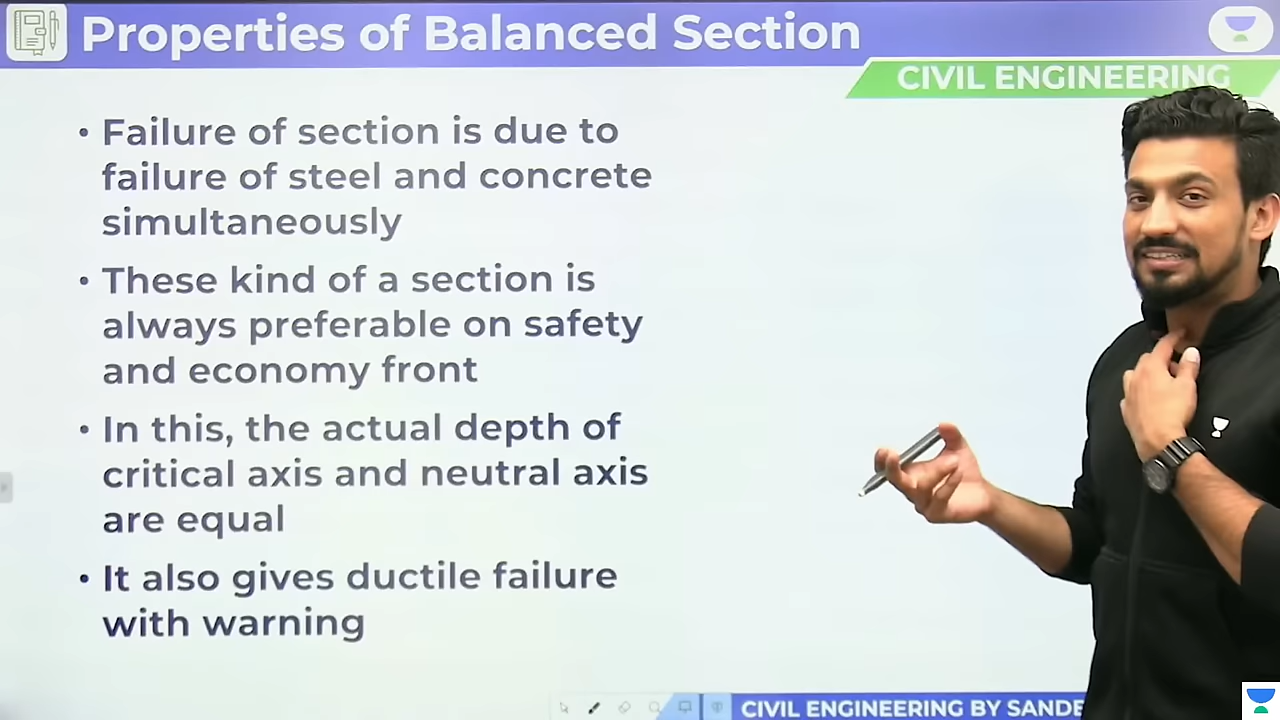 Properties of Balanced Section
CIVIL ENGINEERING
• Failure of section is due to
failure of steel and concrete
simultaneously
• These kind of a section is
always preferable on safety
and economy front
• In this, the actual depth of
critical axis and neutral axis
are equal
• It also gives ductile failure
with warning
CIVIL ENGINEERING BY SANDE